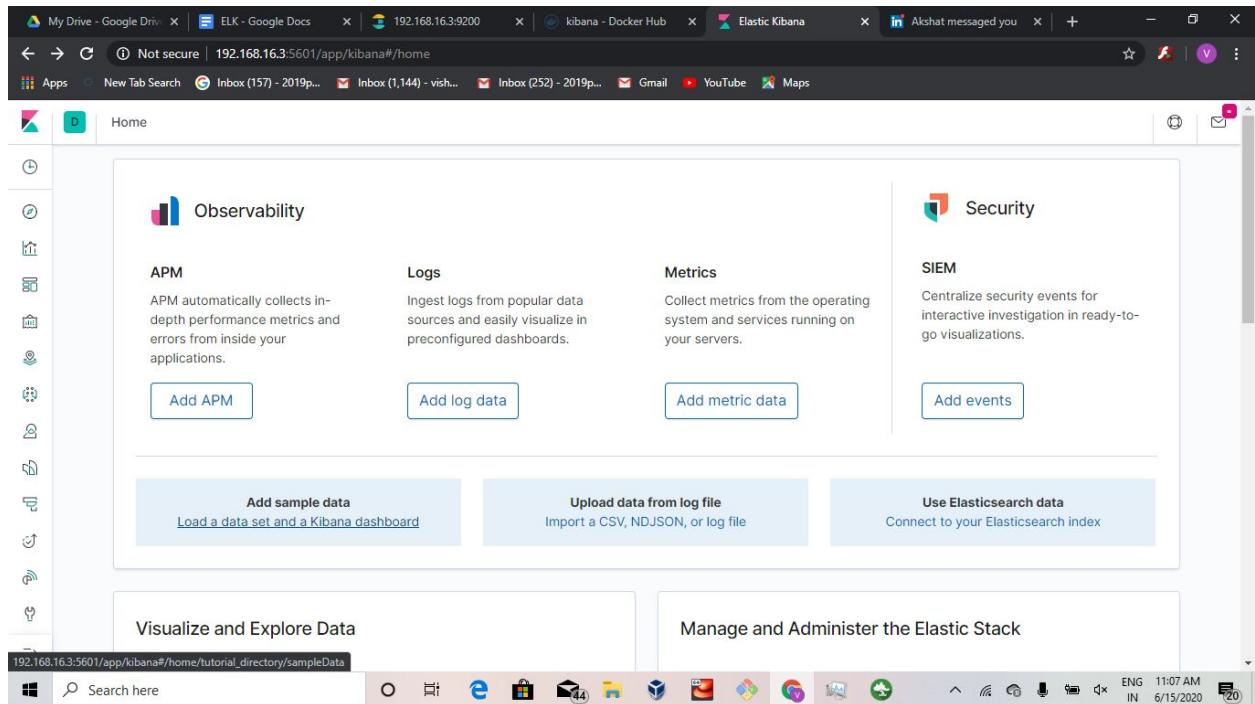 My Drive - Google Driv
ELK - Google Docs
192.168.16.3:9200
kibana - Docker Hub
Elastic Kibana
in Akshat messaged you
Not secure | 192.168.16.3:5601/app/kibana#/home
V
Apps
New Tab Search
Inbox (157) - 2019p...
Inbox (1,144) - vish...
Inbox (252) - 2019p...
Gmail
YouTube
Maps
D
Home
Observability
Security
APM
APM automatically collects in-
depth performance metrics and
errors from inside your
applications.
Add APM
Logs
Ingest logs from popular data
sources and easily visualize in
preconfigured dashboards.
Add log data
Metrics
Collect metrics from the operating
system and services running on
your servers.
Add metric data
SIEM
Centralize security events for
interactive investigation in ready-to-
go visualizations.
Add events
Add sample data
Load a data set and a Kibana dashboard
Upload data from log file
Import a CSV, NDJSON, or log file
Use Elasticsearch data
Connect to your Elasticsearch index
Visualize and Explore Data
Manage and Administer the Elastic Stack
192.168.16.3:5601/app/kibana#/home/tutorial_directory/sampleData
Search here
44
ENG
IN
11:07 AM
6/15/2020
20